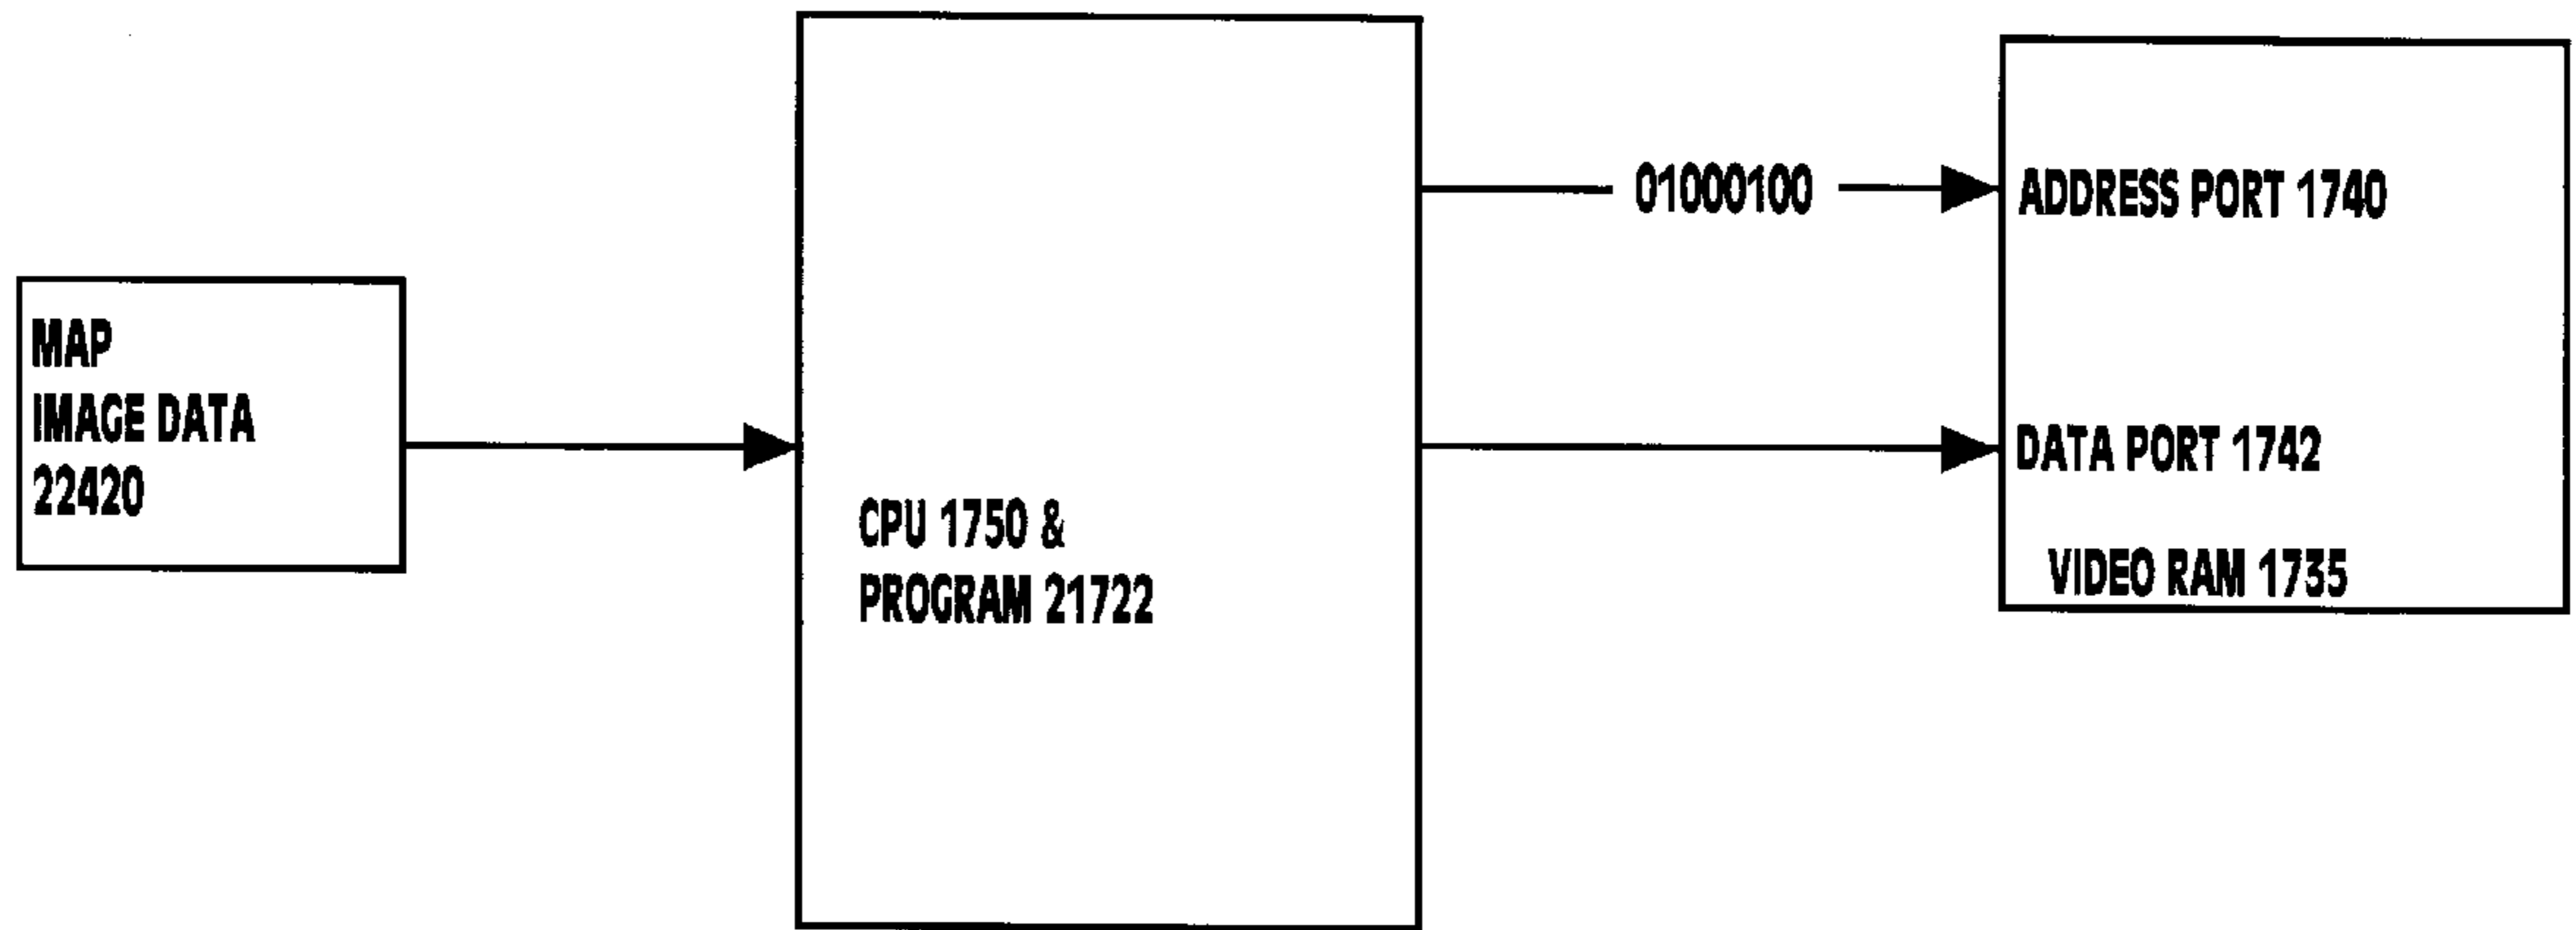 MAP
IMAGE DATA
22420
CPU 1750 &
PROGRAM 21722
01000100
ADDRESS PORT 1740
DATA PORT 1742
VIDEO RAM 1735